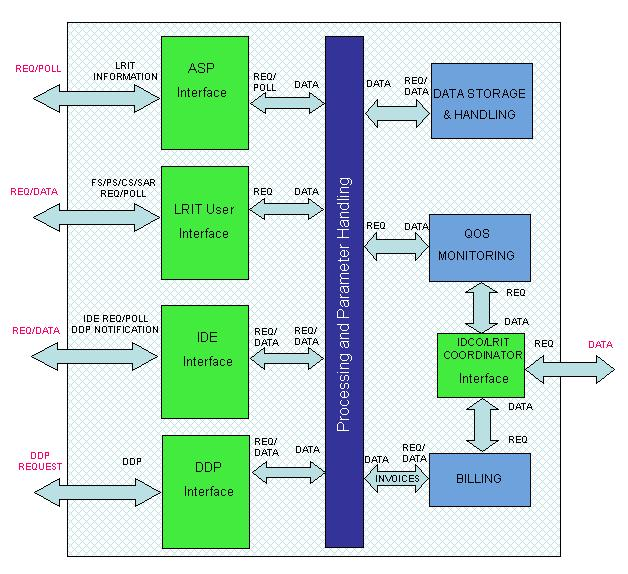 REQ/POLL
LRIT
INFORMATION
ASP
Interface
REQ/
POLL
DATA
DATA
REQ/
DATA
DATA STORAGE
& HANDLING
REQ/DATA
FS/PS/CS/SAR
REQ/POLL
LRIT User
Interface
REQ
DATA
Processing and Parameter Handling
REQ
DATA
QOS
MONITORING
REQ
DATA
REQ/DATA
IDE REQ/POLL
DDP NOTIFICATION
IDE
Interface
REQ/
DATA
REQ/
DATA
IDCO/LRIT
COORDINATOR
Interface
REQ
DATA
DATA
REQ
DDP
REQUEST
DDP
DDP
Interface
REQ/
DATA
DATA
DATA
REQ/
DATA
INVOICES
BILLING